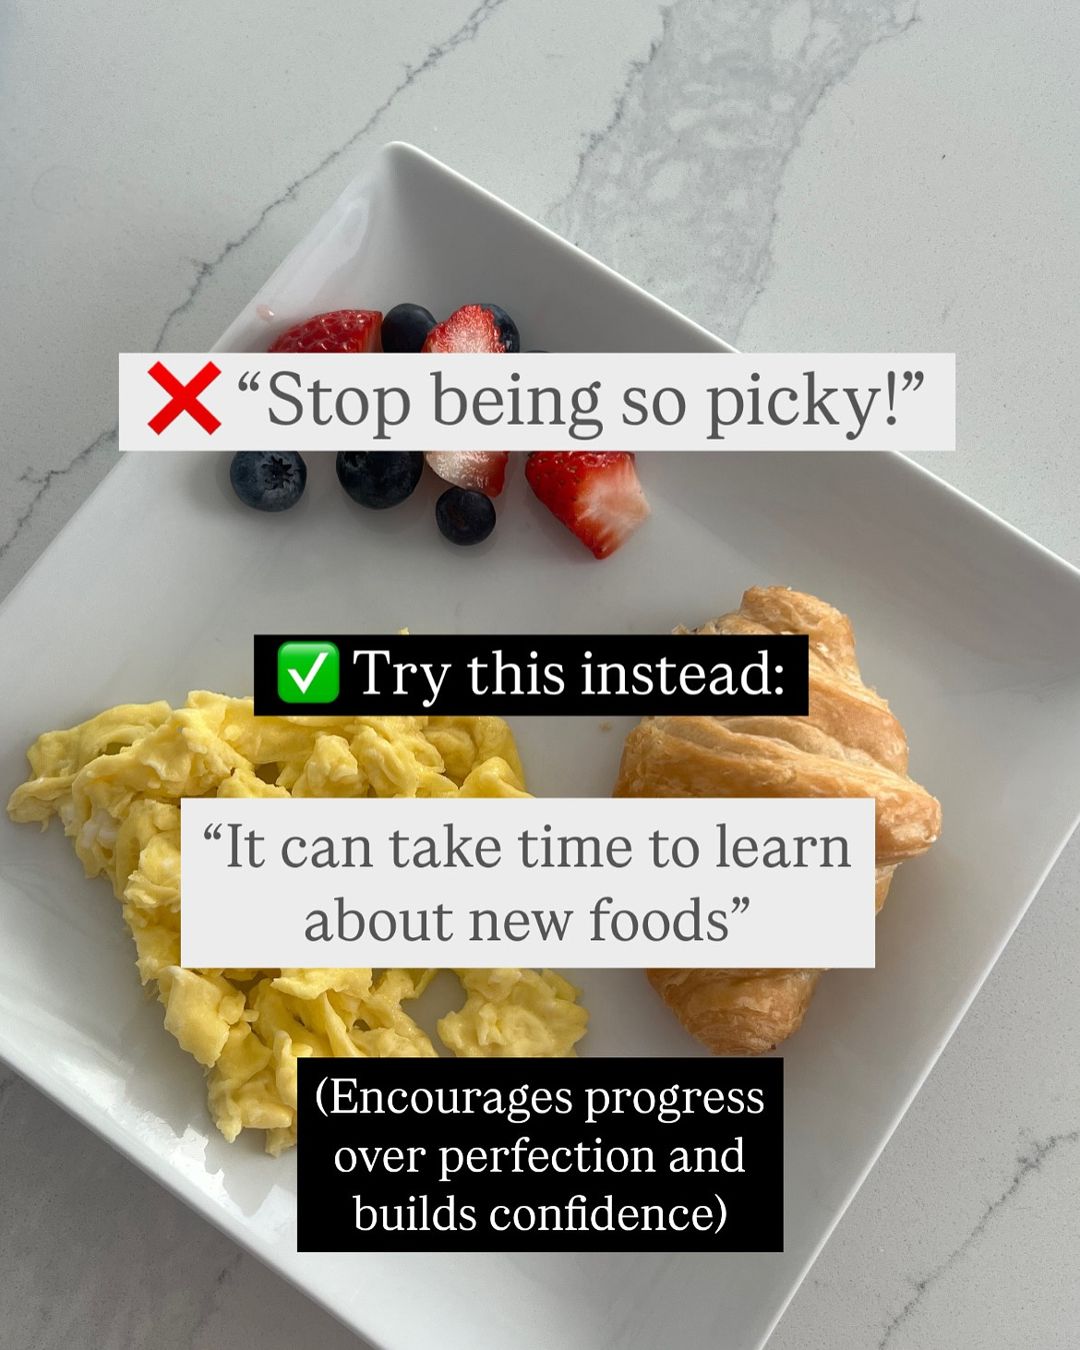 ❌ “Stop being so picky!”
✅ Try this instead:
“It can take time to learn
about new foods”
(Encourages progress
over perfection and
builds confidence)